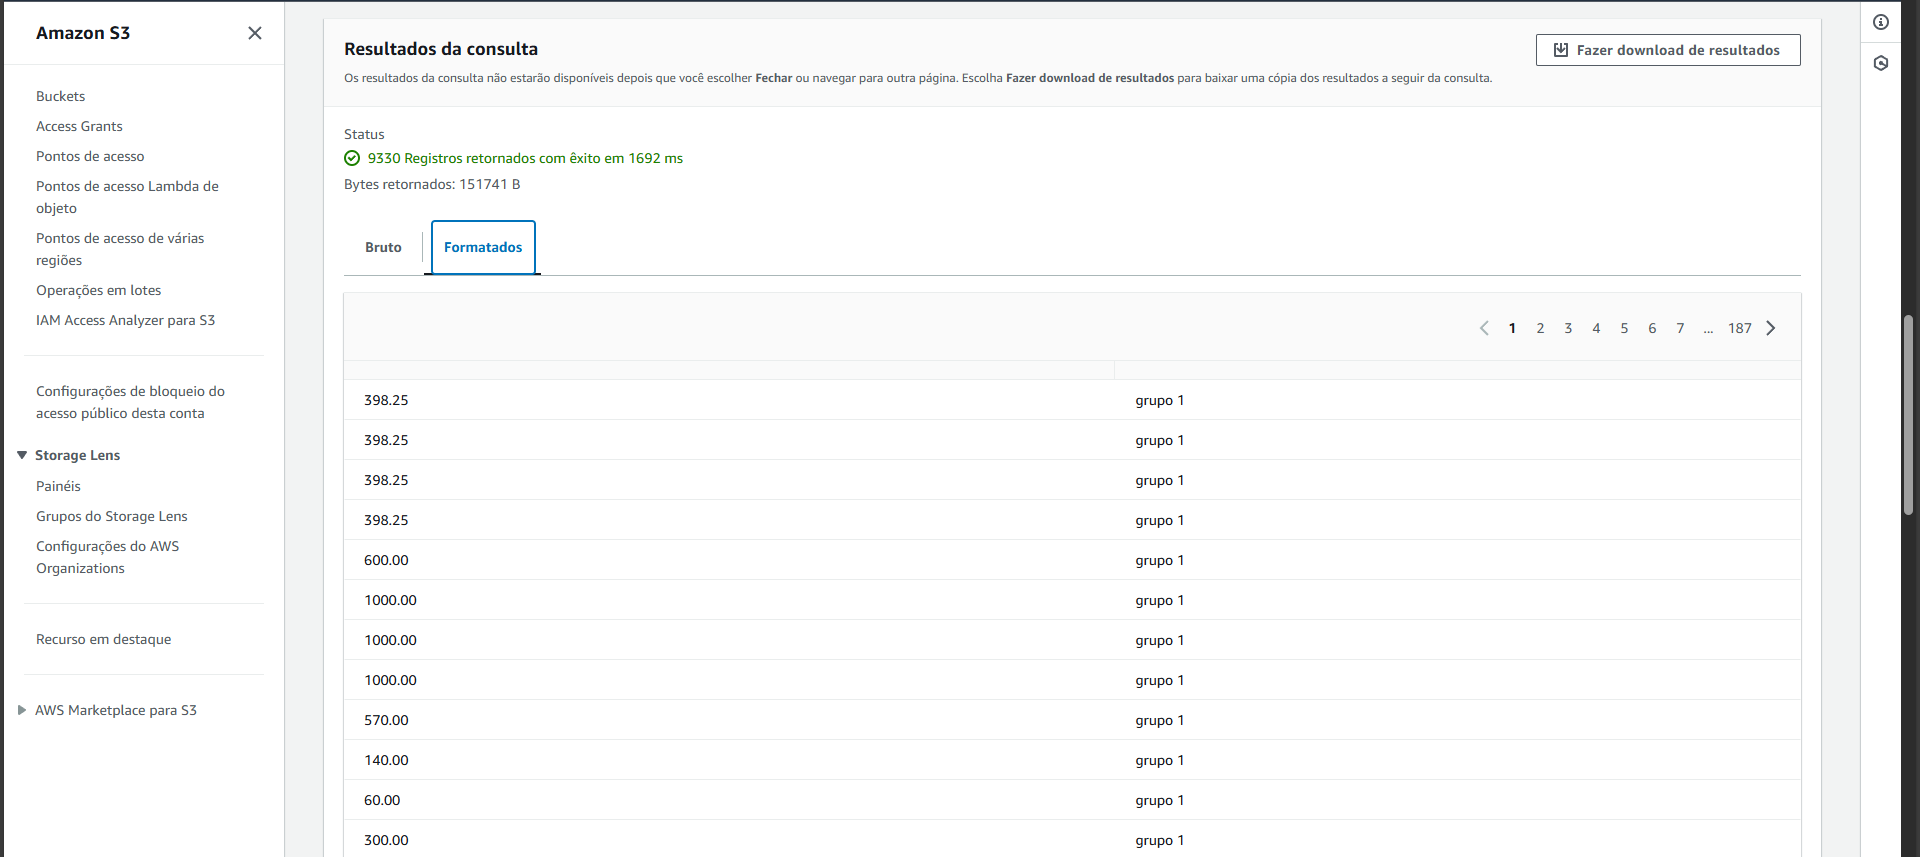 Amazon S3
Buckets
Access Grants
Pontos de acesso
Pontos de acesso Lambda de
objeto
Pontos de acesso de várias
regiões
Operações em lotes
IAM Access Analyzer para S3
Configurações de bloqueio do
acesso público desta conta
Storage Lens
Painéis
Grupos do Storage Lens
Configurações do AWS
Organizations
Recurso em destaque
AWS Marketplace para S3
Resultados da consulta
Fazer download de resultados
Os resultados da consulta não estarão disponíveis depois que você escolher Fechar ou navegar para outra página. Escolha Fazer download de resultados para baixar uma cópia dos resultados a seguir da consulta.
Status
9330 Registros retornados com êxito em 1692 ms
Bytes retornados: 151741 B
Bruto Formatados
1 2 3 4 5 6 7 ... 187
398.25 grupo 1
398.25 grupo 1
398.25 grupo 1
398.25 grupo 1
600.00 grupo 1
1000.00 grupo 1
1000.00 grupo 1
1000.00 grupo 1
570.00 grupo 1
140.00 grupo 1
60.00 grupo 1
300.00 grupo 1